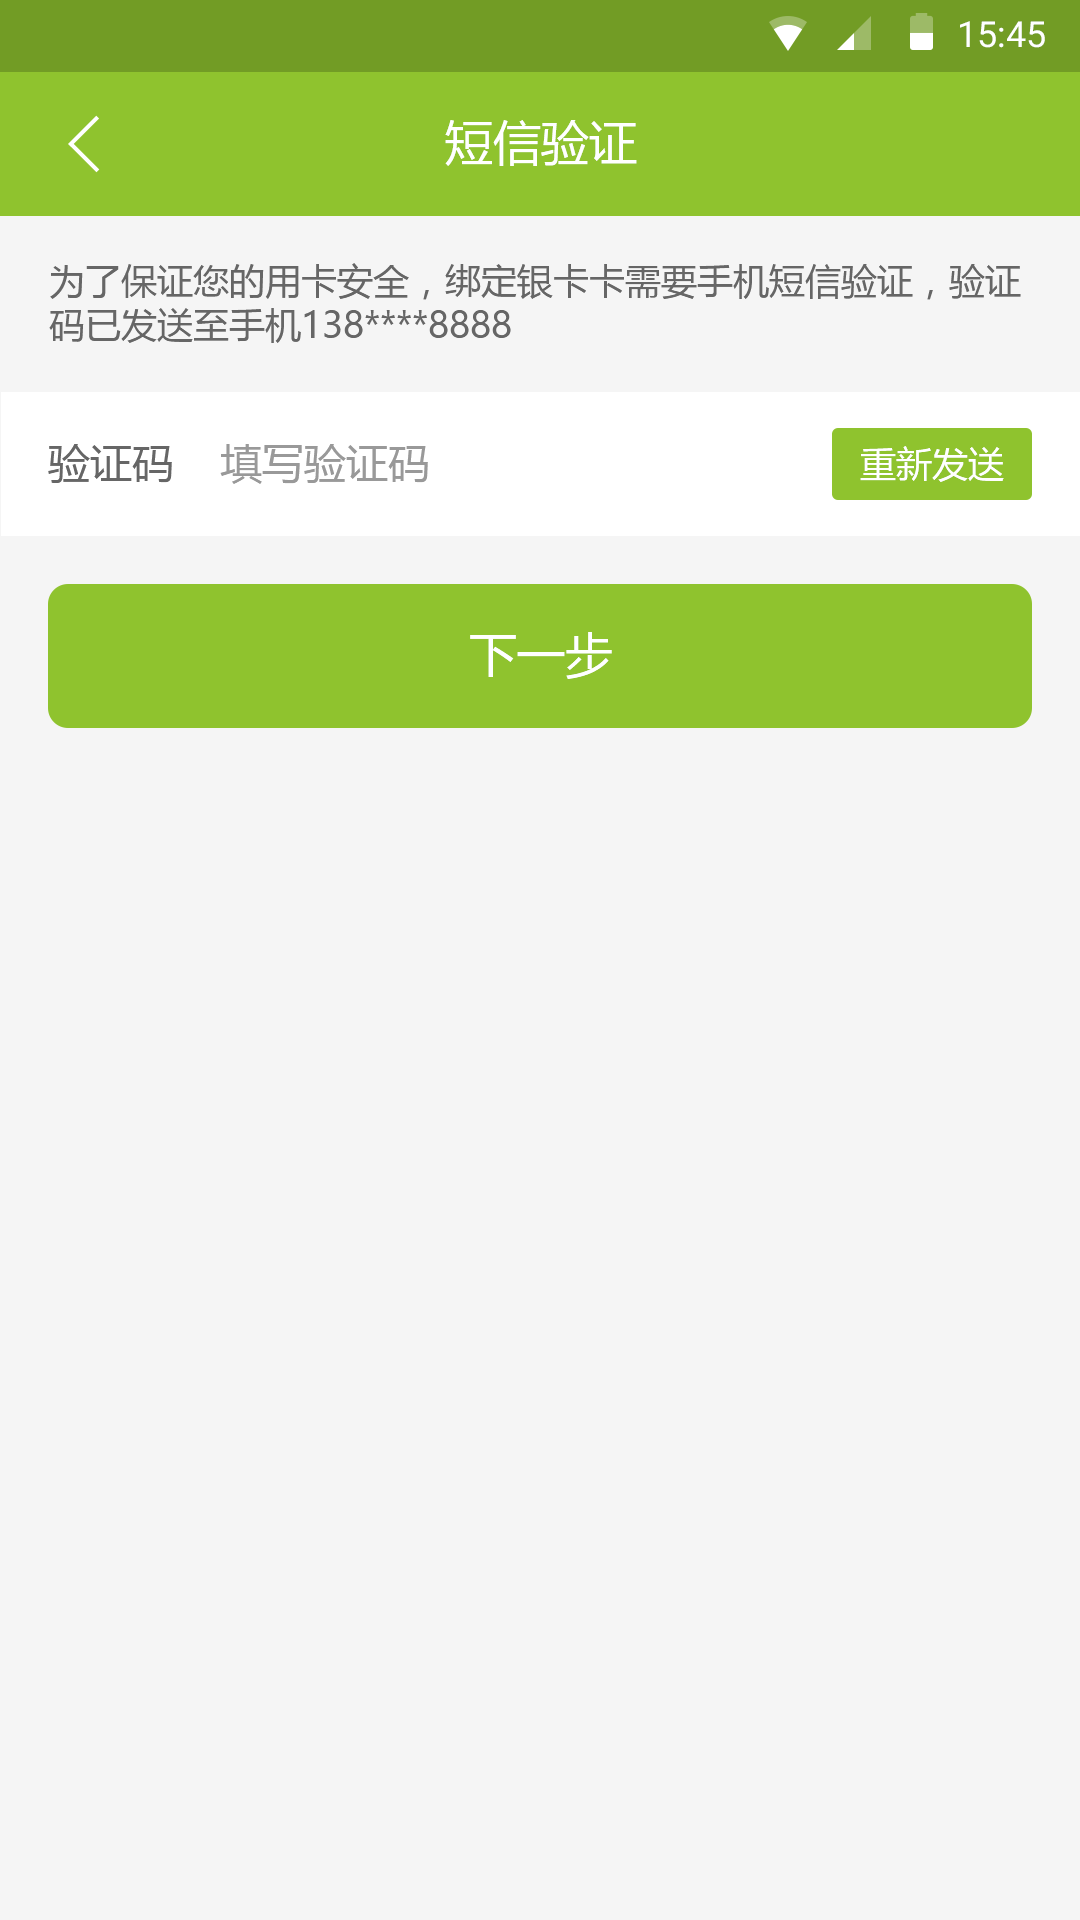 15:45
短信验证
为了保证您的用卡安全，绑定银卡卡需要手机短信验证，验证
码已发送至手机138****8888
验证码 填写验证码 重新发送
下一步